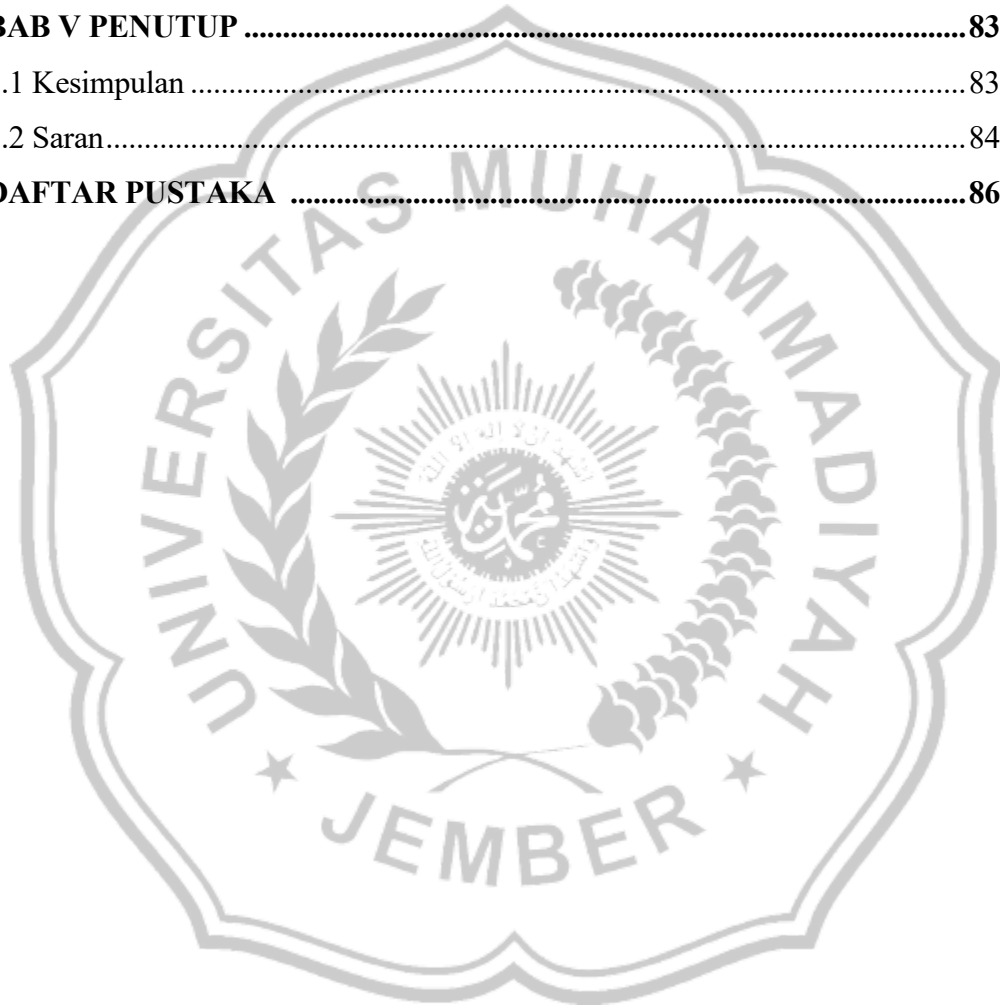 BAB V PENUTUP ........................................................................................ 83
.1 Kesimpulan ........................................................................................ 83
.2 Saran ........................................................................................ 84
DAFTAR PUSTAKA ........................................................................................ 86
UNIVERSITAS MUHAMMADIYAH
JEMBER